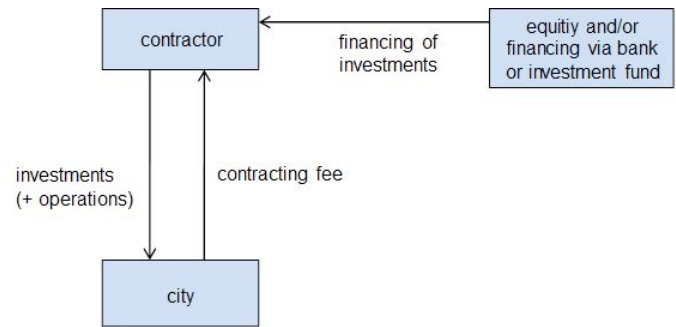 contractor
financing of
investments
equitiy and/or
financing via bank
or investment fund
investments
(+ operations)
contracting fee
city